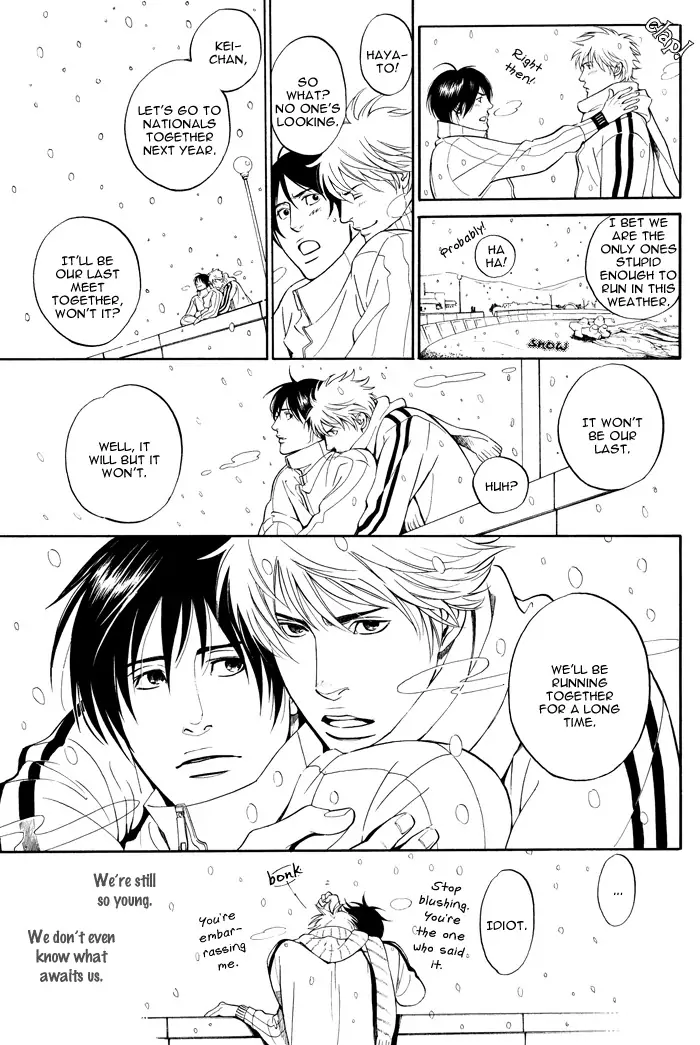 clap!
Right
then!
I BET WE
ARE THE
ONLY ONES
STUPID
ENOUGH TO
RUN IN THIS
WEATHER.
HA
HA!
Probably!
SNOW
HAYA-
TO!
SO
WHAT?
NO ONE'S
LOOKING.
KEI-
CHAN,
LET'S GO TO
NATIONALS
TOGETHER
NEXT YEAR.
IT'LL BE
OUR LAST
MEET
TOGETHER,
WON'T IT?
IT WON'T
BE OUR
LAST.
HUH?
WELL, IT
WILL BUT IT
WON'T.
WE'LL BE
RUNNING
TOGETHER
FOR A LONG
TIME.
...
IDIOT.
Stop
blushing.
You're
the one
who said
it.
bonk
You're
embar-
rassing
me.
We're still
so young.
We don't even
know what
awaits us.